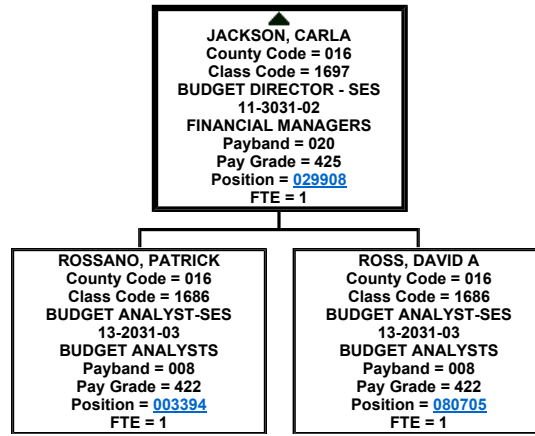 JACKSON, CARLA
County Code = 016
Class Code = 1697
BUDGET DIRECTOR - SES
11-3031-02
FINANCIAL MANAGERS
Payband = 020
Pay Grade = 425
Position = 029908
FTE = 1
ROSSANO, PATRICK
County Code = 016
Class Code = 1686
BUDGET ANALYST-SES
13-2031-03
BUDGET ANALYSTS
Payband = 008
Pay Grade = 422
Position = 003394
FTE = 1
ROSS, DAVID A
County Code = 016
Class Code = 1686
BUDGET ANALYST-SES
13-2031-03
BUDGET ANALYSTS
Payband = 008
Pay Grade = 422
Position = 080705
FTE = 1